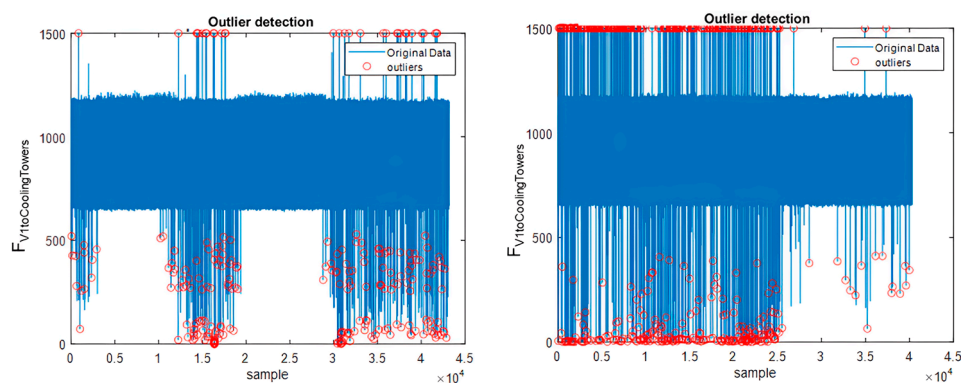 Outlier detection
1500
1000
500
0
F_V1toCoolingTowers
Original Data
outliers
0 0.5 1 1.5 2 2.5 3 3.5 4 4.5
sample
×10^4
Outlier detection
1500
1000
500
0
F_V1toCoolingTowers
Original Data
outliers
0 0.5 1 1.5 2 2.5 3 3.5 4 4.5
sample
×10^4